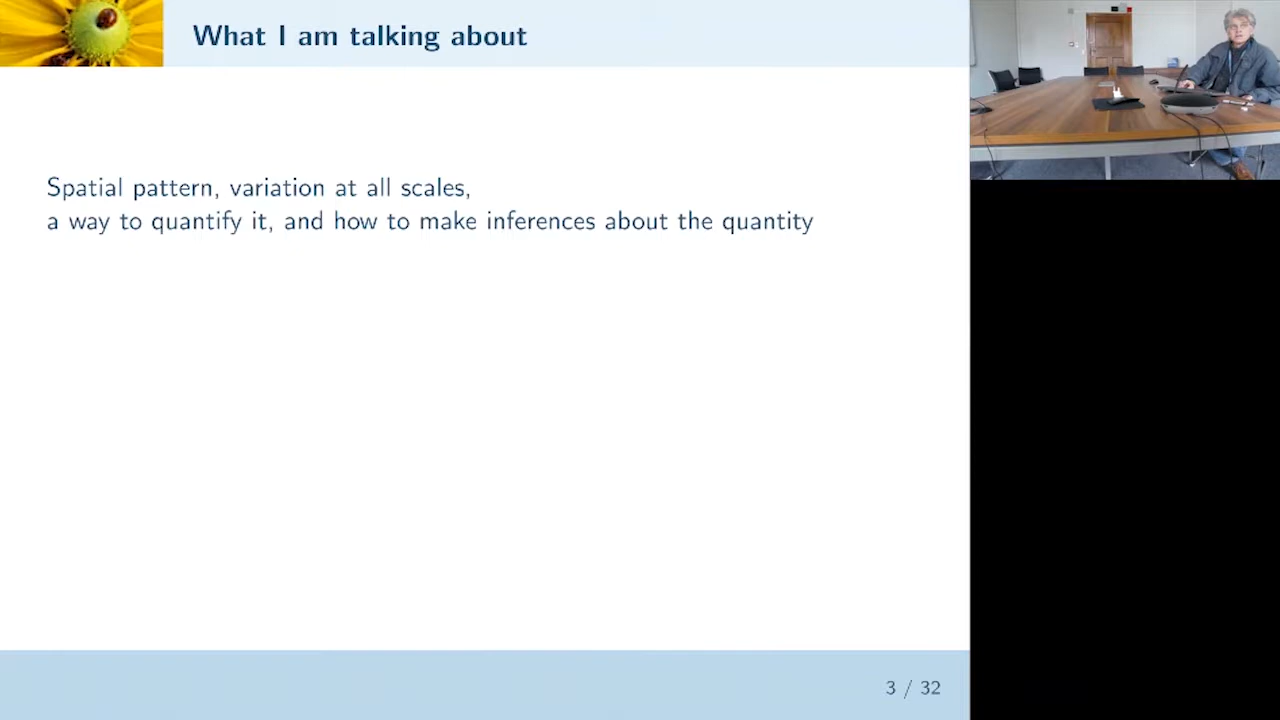 What I am talking about
Spatial pattern, variation at all scales,
a way to quantify it, and how to make inferences about the quantity
3 / 32